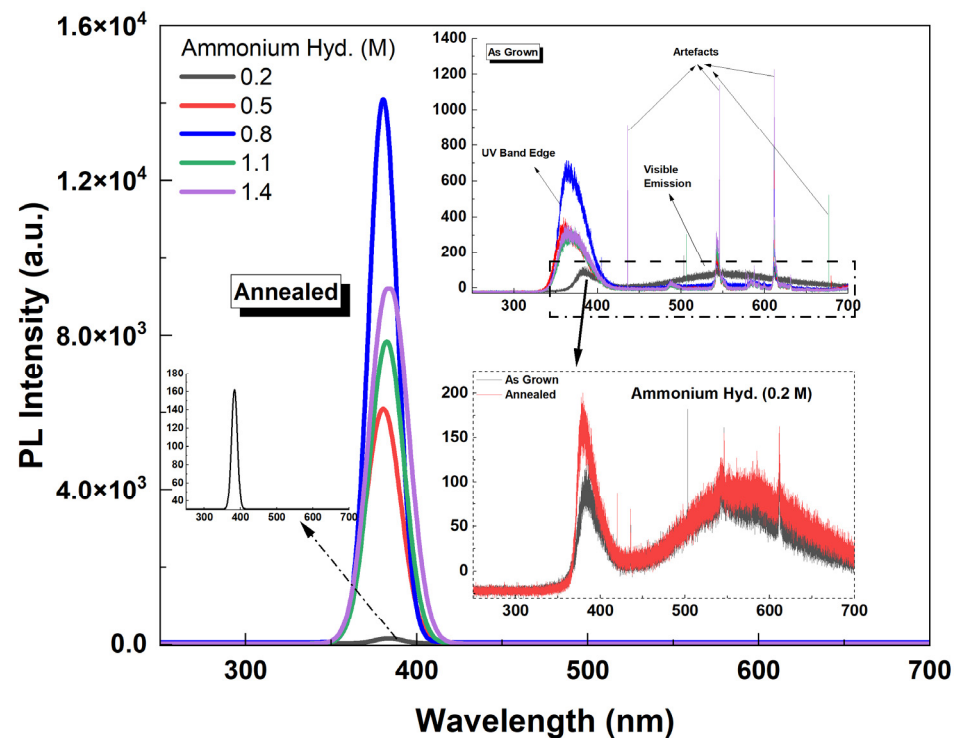 1.6×10⁴
1.2×10⁴
8.0×10³
4.0×10³
0.0
PL Intensity (a.u.)
Ammonium Hyd. (M)
0.2
0.5
0.8
1.1
1.4
Annealed
180
160
140
120
100
80
60
40
300 400 500 600 700
As Grown
Artefacts
UV Band Edge
Visible
Emission
1400
1200
1000
800
600
400
200
0
300 400 500 600 700
As Grown
Annealed
Ammonium Hyd. (0.2 M)
200
150
100
50
0
300 400 500 600 700
300 400 500 600 700
Wavelength (nm)